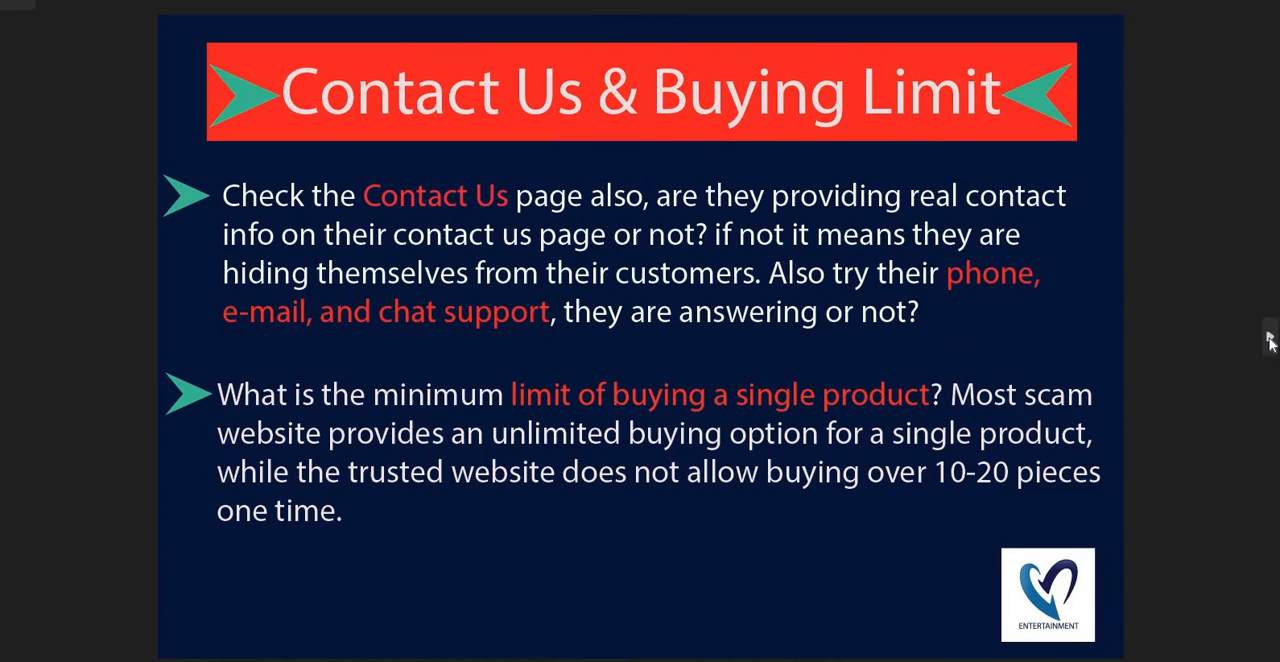 Contact Us & Buying Limit
Check the Contact Us page also, are they providing real contact
info on their contact us page or not? if not it means they are
hiding themselves from their customers. Also try their phone,
e-mail, and chat support, they are answering or not?
What is the minimum limit of buying a single product? Most scam
website provides an unlimited buying option for a single product,
while the trusted website does not allow buying over 10-20 pieces
one time.
ENTERTAINMENT